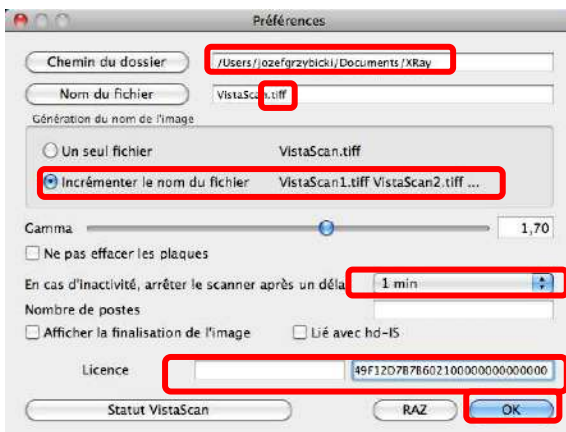 Préférences
Chemin du dossier /Users/jozefgrzybicki/Documents/XRay
Nom du fichier VistaScan.tiff
Génération du nom de l'image
Un seul fichier VistaScan.tiff
Incrémenter le nom du fichier VistaScan1.tiff VistaScan2.tiff ...
Gamma 1,70
Ne pas effacer les plaques
En cas d'inactivité, arrêter le scanner après un déla 1 min
Nombre de postes
Afficher la finalisation de l'image Lié avec hd-IS
Licence 49F12D7B7B602100000000000000
Statut VistaScan RAZ OK